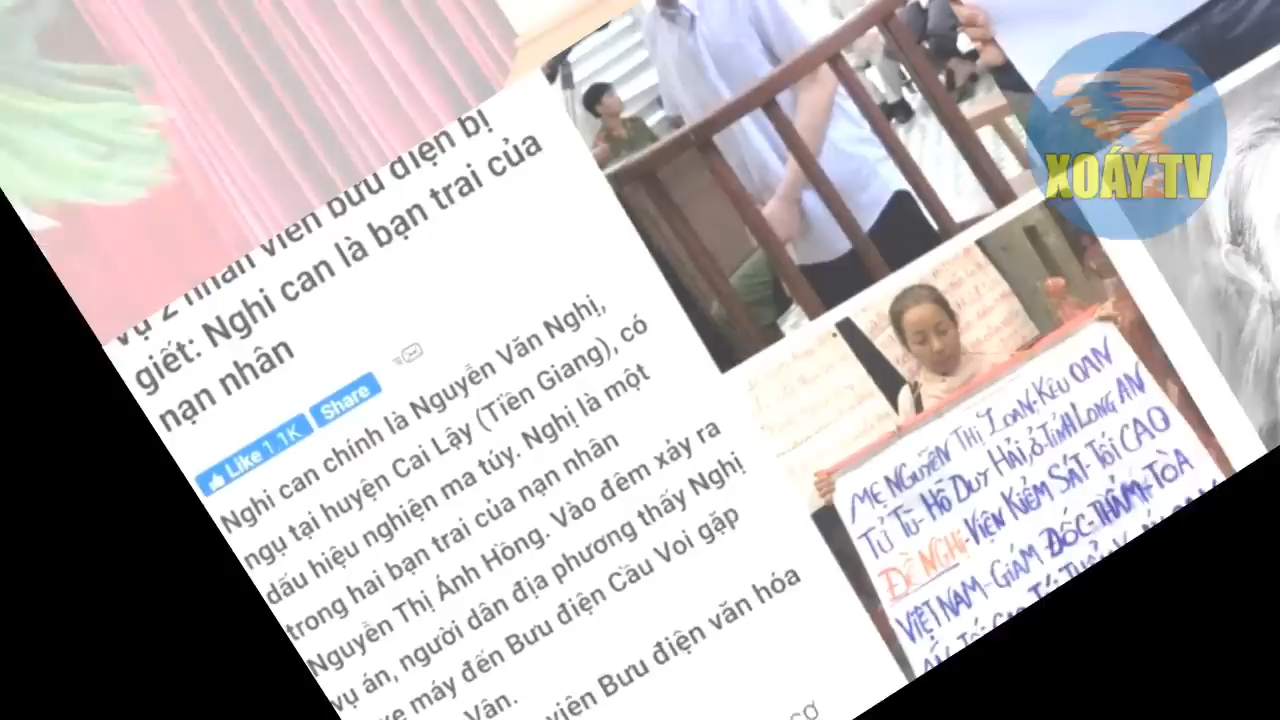 XOÁY TV
Vụ 2 nhân viên bưu điện bị
giết: Nghi can là bạn trai của
nạn nhân
Like 1.1K Share
Nghi can chính là Nguyễn Văn Nghị,
ngụ tại huyện Cai Lậy (Tiền Giang), có
dấu hiệu nghiện ma túy. Nghị là một
trong hai bạn trai của nạn nhân
Nguyễn Thị Ánh Hồng. Vào đêm xảy ra
vụ án, người dân địa phương thấy Nghị
xe máy đến Bưu điện Cầu Voi gặp
Vân.
viên Bưu điện văn hóa
MẸ NGUYỄN THỊ LOAN, KÊU OAN
TỬ TÙ - HỒ DUY HẢI, Ở TỈNH LONG AN
ĐỀ NGHỊ - VIỆN KIỂM SÁT - TỐI CAO
VIỆT NAM - GIÁM ĐỐC - THẨM - TÒA